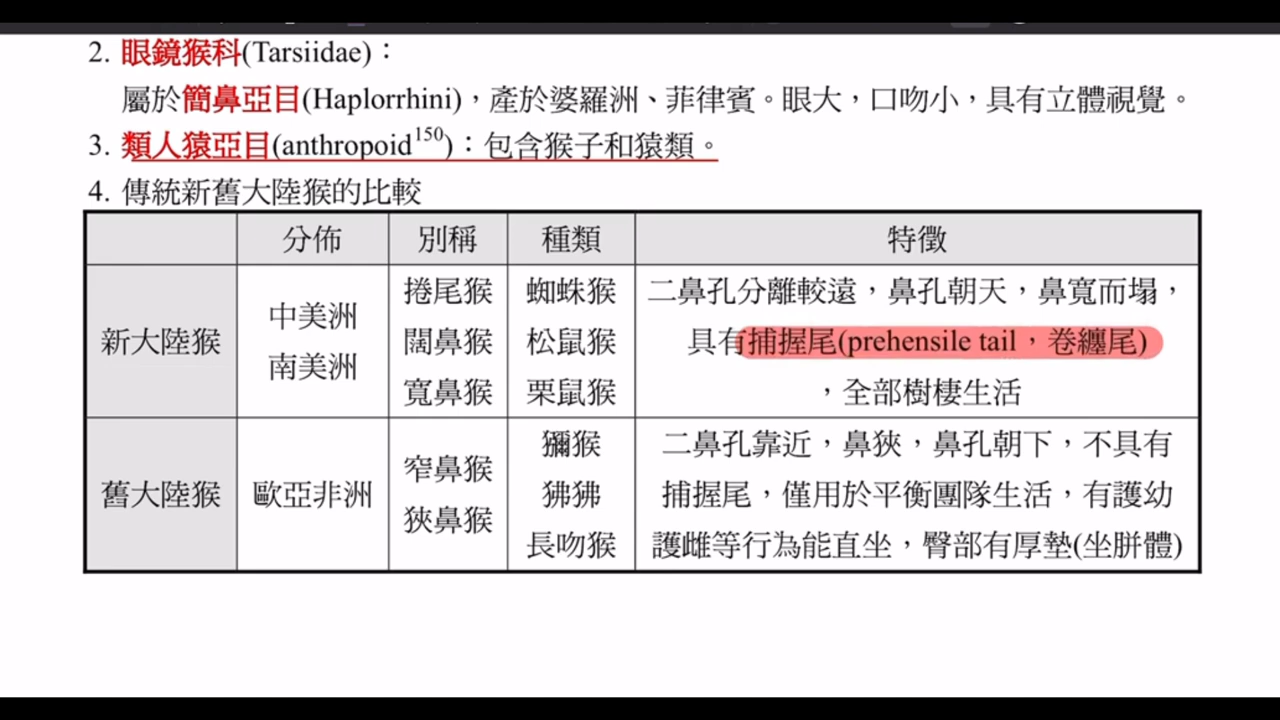 2. 眼鏡猴科(Tarsiidae)：
屬於簡鼻亞目(Haplorrhini)，產於婆羅洲、菲律賓。眼大，口吻小，具有立體視覺。
3. 類人猿亞目(anthropoid150)：包含猴子和猿類。
4. 傳統新舊大陸猴的比較
分佈 別稱 種類 特徵
新大陸猴
中美洲
南美洲
捲尾猴
闊鼻猴
寬鼻猴
蜘蛛猴
松鼠猴
栗鼠猴
二鼻孔分離較遠，鼻孔朝天，鼻寬而塌，
具有捕握尾(prehensile tail，卷纏尾)
，全部樹棲生活
舊大陸猴
歐亞非洲
窄鼻猴
狹鼻猴
獼猴
狒狒
長吻猴
二鼻孔靠近，鼻狹，鼻孔朝下，不具有
捕握尾，僅用於平衡團隊生活，有護幼
護雌等行為能直坐，臀部有厚墊(坐胼體)